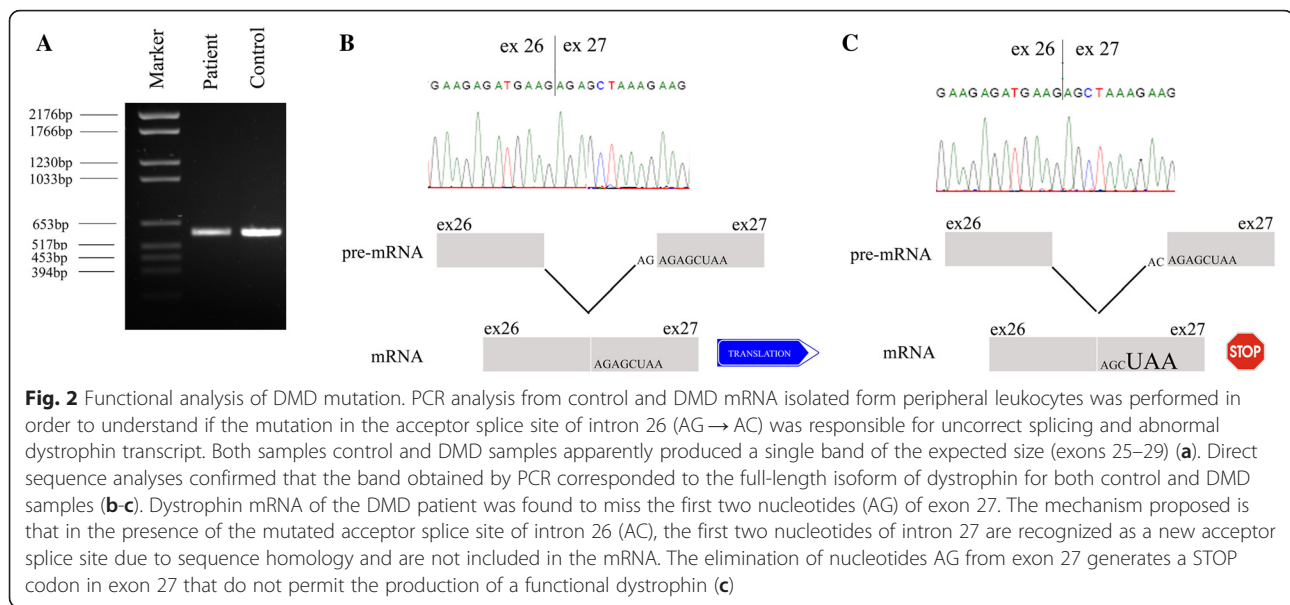 A
Marker
Patient
Control
2176bp
1766bp
1230bp
1033bp
653bp
517bp
453bp
394bp
B
ex 26 ex 27
GAAGAGATGAAGAGAGCTAAAGAAG
ex26 ex27
pre-mRNA
AG AGAGCUAA
ex26 ex27
mRNA
AGAGCUAA
TRANSLATION
C
ex 26 ex 27
GAAGAGATGAAGAGCTAAAGAAG
ex26 ex27
pre-mRNA
AC AGAGCUAA
ex26 ex27
mRNA
AGCUAA
STOP
Fig. 2 Functional analysis of DMD mutation. PCR analysis from control and DMD mRNA isolated form peripheral leukocytes was performed in
order to understand if the mutation in the acceptor splice site of intron 26 (AG → AC) was responsible for uncorrect splicing and abnormal
dystrophin transcript. Both samples control and DMD samples apparently produced a single band of the expected size (exons 25–29) (a). Direct
sequence analyses confirmed that the band obtained by PCR corresponded to the full-length isoform of dystrophin for both control and DMD
samples (b-c). Dystrophin mRNA of the DMD patient was found to miss the first two nucleotides (AG) of exon 27. The mechanism proposed is
that in the presence of the mutated acceptor splice site of intron 26 (AC), the first two nucleotides of intron 27 are recognized as a new acceptor
splice site due to sequence homology and are not included in the mRNA. The elimination of nucleotides AG from exon 27 generates a STOP
codon in exon 27 that do not permit the production of a functional dystrophin (c)